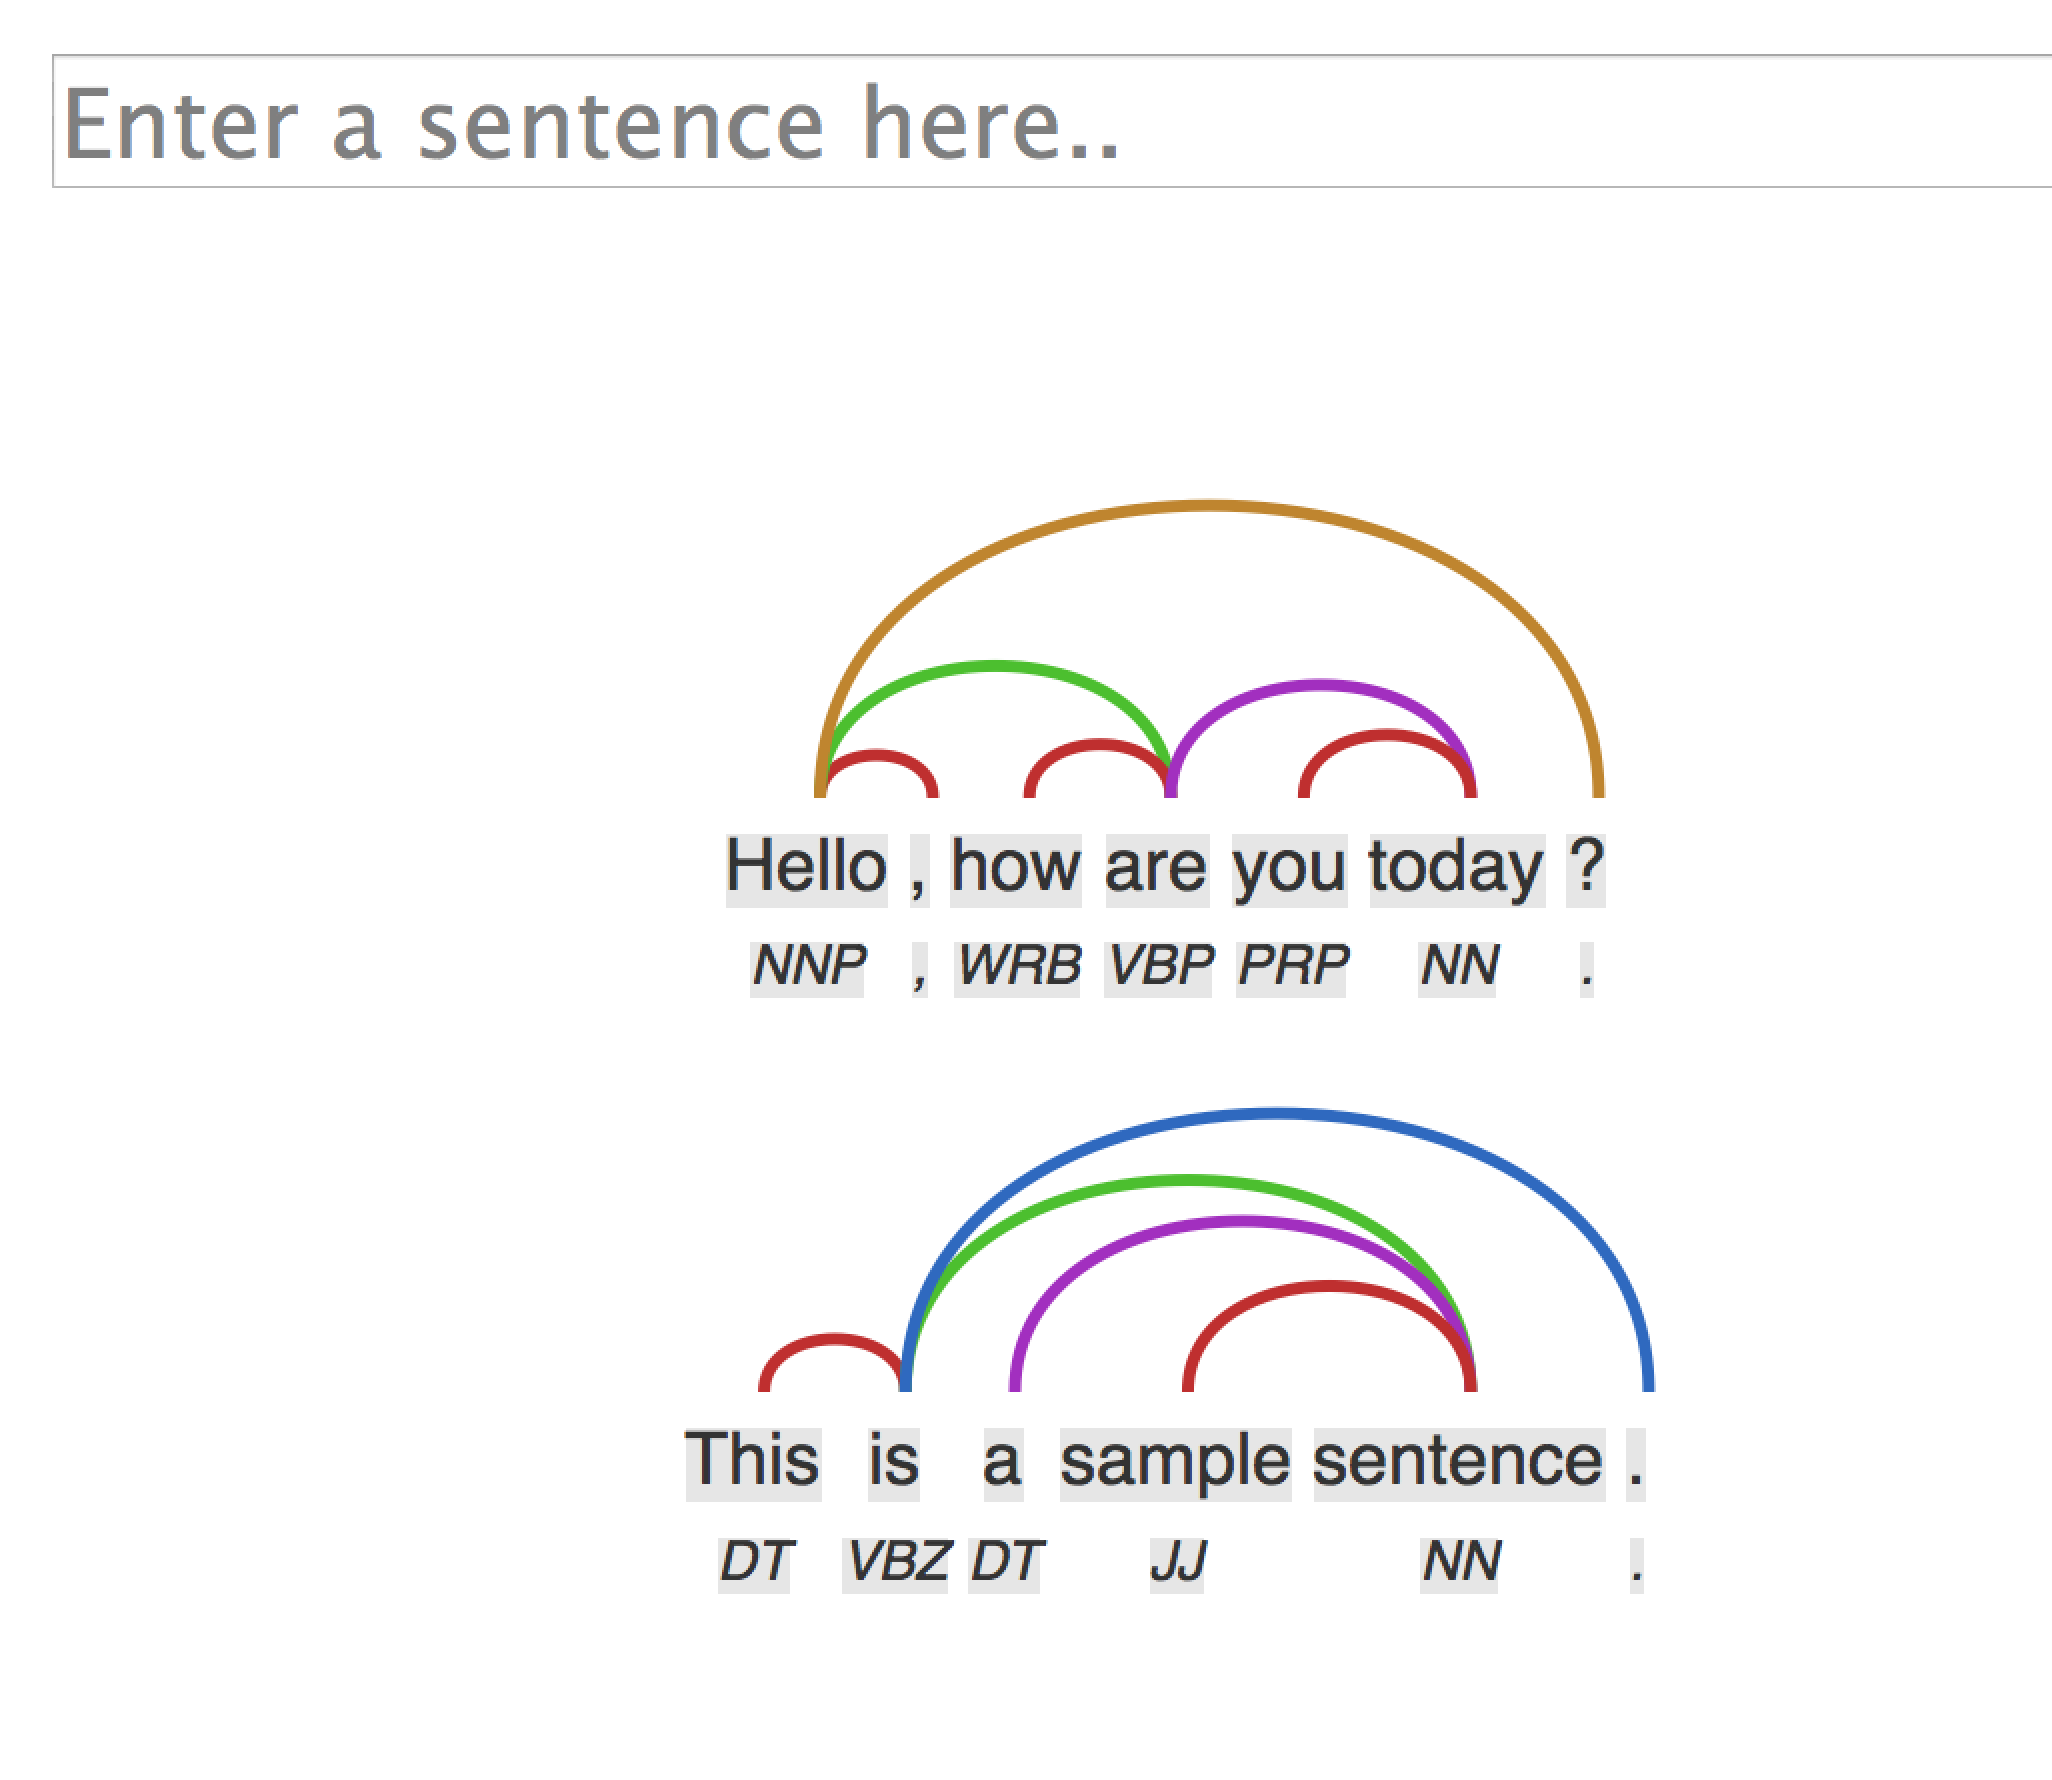 Enter a sentence here..
Hello , how are you today ?
NNP , WRB VBP PRP NN .
This is a sample sentence .
DT VBZ DT JJ NN .